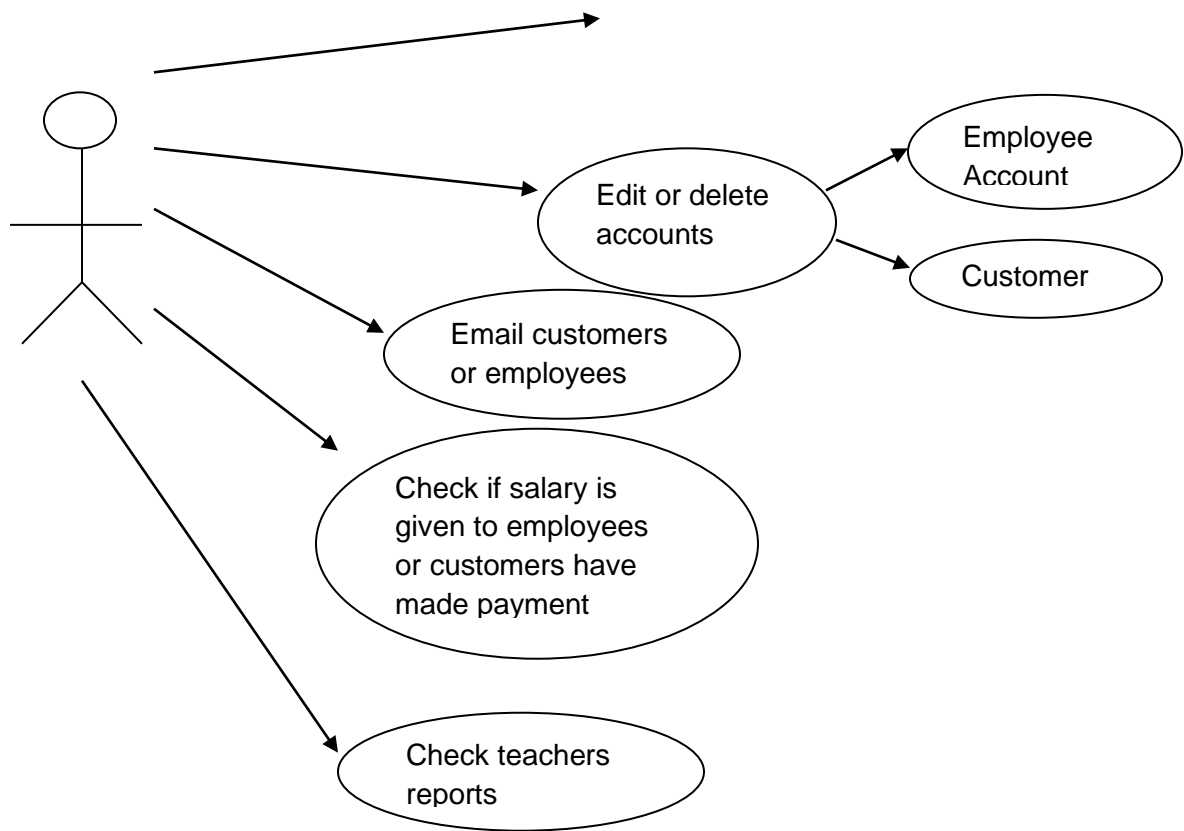 Employee
Account
Edit or delete
accounts
Customer
Email customers
or employees
Check if salary is
given to employees
or customers have
made payment
Check teachers
reports